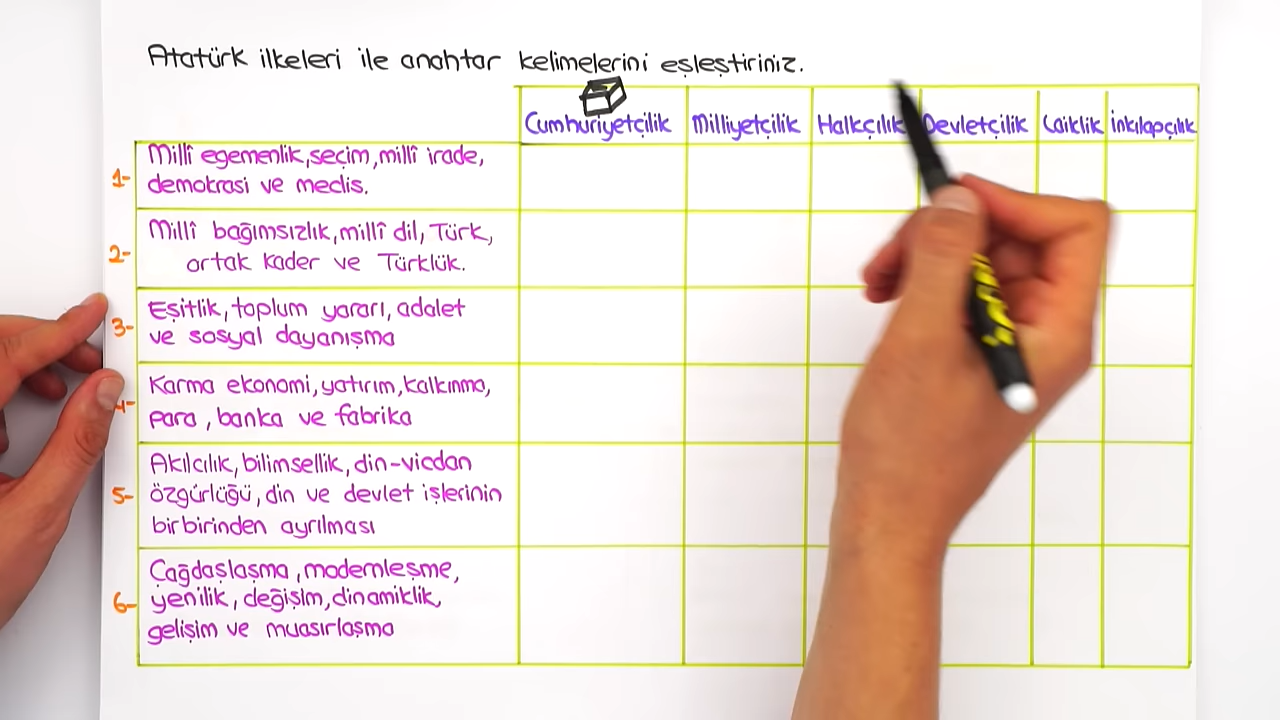 Atatürk ilkeleri ile anahtar kelimelerini eşleştiriniz.
Cumhuriyetçilik Milliyetçilik Halkçılık Devletçilik Laiklik İnkılapçılık
1- Millî egemenlik, seçim, millî irade,
demokrasi ve meclis.
2- Millî bağımsızlık, millî dil, Türk,
ortak kader ve Türklük.
3- Eşitlik, toplum yararı, adalet
ve sosyal dayanışma
4- Karma ekonomi, yatırım, kalkınma,
para, banka ve fabrika
5- Akılcılık, bilimsellik, din-vicdan
özgürlüğü, din ve devlet işlerinin
birbirinden ayrılması
6- Çağdaşlaşma, modernleşme,
yenilik, değişim, dinamiklik,
gelişim ve muasırlaşma